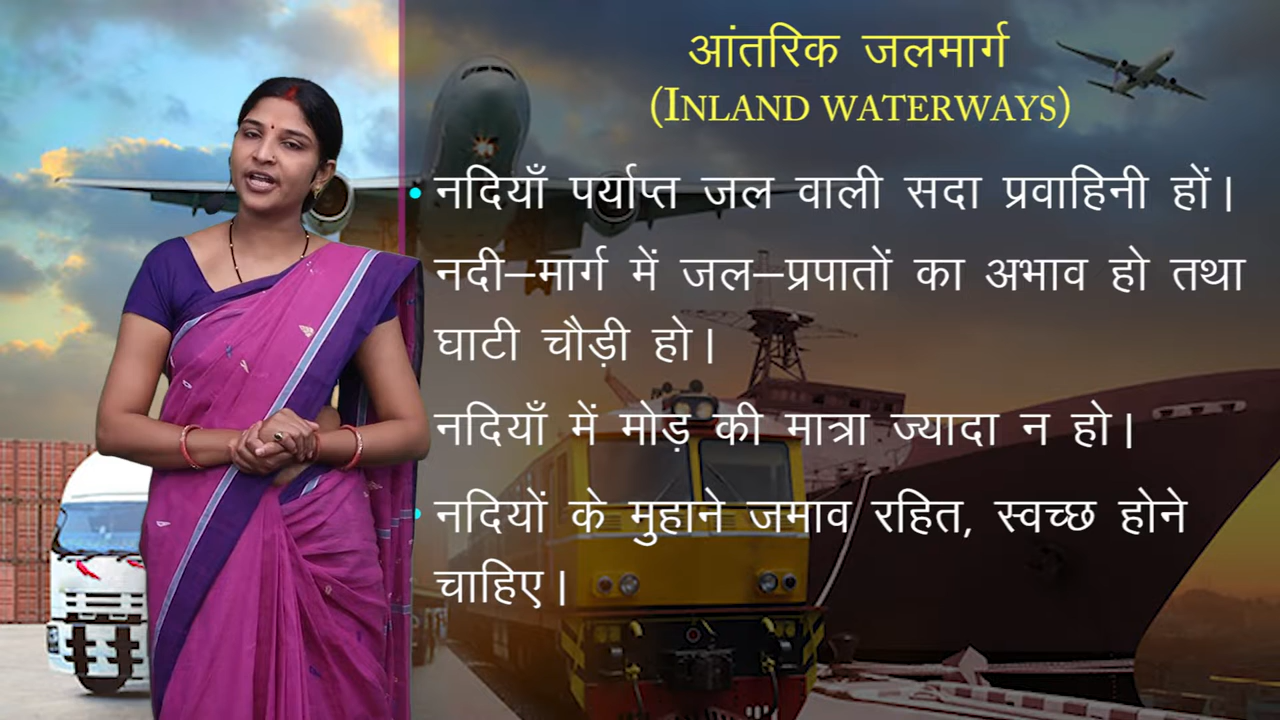 आंतरिक जलमार्ग
(INLAND WATERWAYS)
• नदियाँ पर्याप्त जल वाली सदा प्रवाहिनी हों।
नदी–मार्ग में जल–प्रपातों का अभाव हो तथा
घाटी चौड़ी हो।
नदियाँ में मोड़ की मात्रा ज्यादा न हो।
• नदियों के मुहाने जमाव रहित, स्वच्छ होने
चाहिए।